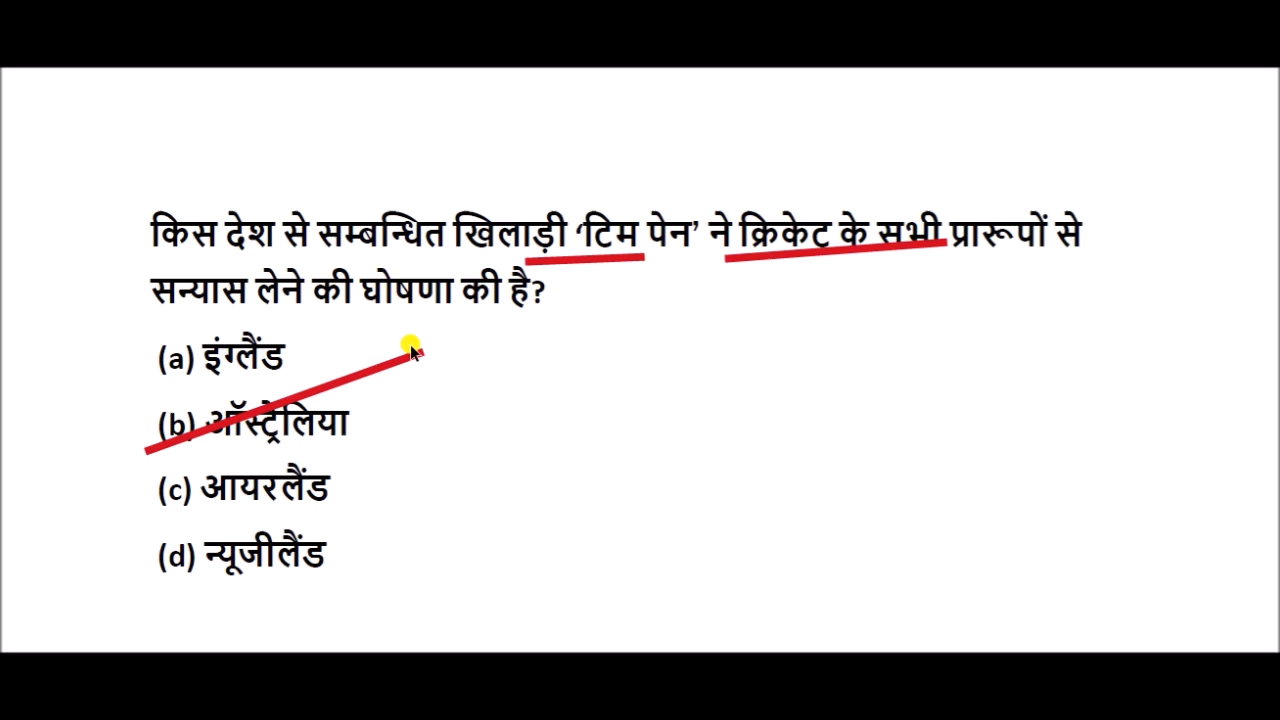 किस देश से सम्बन्धित खिलाड़ी ‘टिम पेन’ ने क्रिकेट के सभी प्रारूपों से
सन्यास लेने की घोषणा की है?
(a) इंग्लैंड
(b) ऑस्ट्रेलिया
(c) आयरलैंड
(d) न्यूजीलैंड